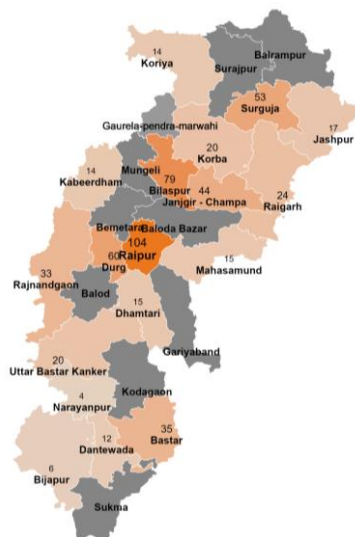 14
Koriya
Balrampur
Surajpur
53
Surguja
17
Jashpur
Gaurela-pendra-marwahi
20
Korba
14
Kabeerdham
Mungeli
79
Bilaspur
44
Janjgir - Champa
24
Raigarh
Bemetara
Baloda Bazar
104
Raipur
60
Durg
15
Mahasamund
33
Rajnandgaon
Balod
15
Dhamtari
Gariyaband
20
Uttar Bastar Kanker
Kodagaon
4
Narayanpur
35
Bastar
12
Dantewada
6
Bijapur
Sukma